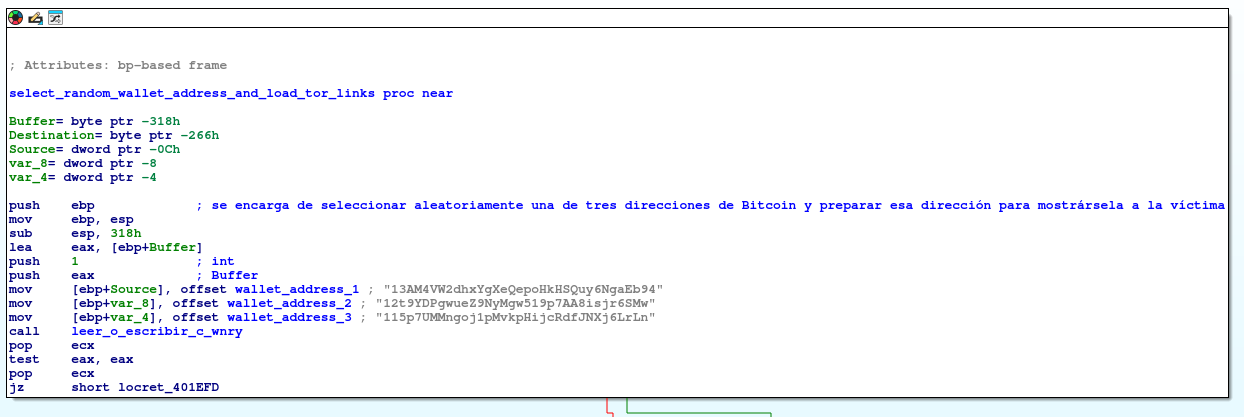 ; Attributes: bp-based frame
select_random_wallet_address_and_load_tor_links proc near
Buffer= byte ptr -318h
Destination= byte ptr -266h
Source= dword ptr -0Ch
var_8= dword ptr -8
var_4= dword ptr -4
push ebp ; se encarga de seleccionar aleatoriamente una de tres direcciones de Bitcoin y preparar esa dirección para mostrársela a la víctima
mov ebp, esp
sub esp, 318h
lea eax, [ebp+Buffer]
push 1 ; int
push eax ; Buffer
mov [ebp+Source], offset wallet_address_1 ; "13AM4VW2dhxYgXeQepoHkHSQuy6NgaEb94"
mov [ebp+var_8], offset wallet_address_2 ; "12t9YDPgwueZ9NyMgw519p7AA8isjr6SMw"
mov [ebp+var_4], offset wallet_address_3 ; "115p7UMMngoj1pMvkpHijcRdfJNXj6LrLn"
call leer_o_escribir_c_wnry
pop ecx
test eax, eax
pop ecx
jz short locret_401EFD